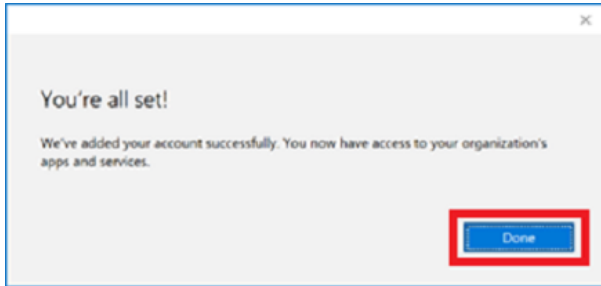 You're all set!
We've added your account successfully. You now have access to your organization's
apps and services.
Done